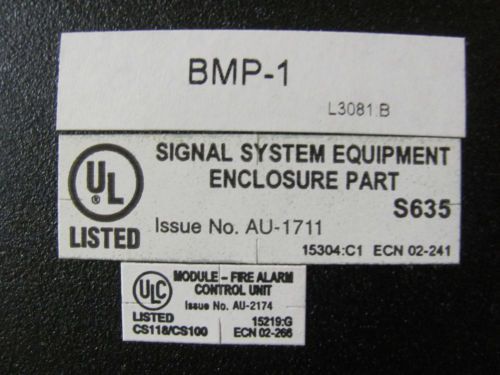 BMP-1
L3081:B
UL
LISTED
SIGNAL SYSTEM EQUIPMENT
ENCLOSURE PART
S635
Issue No. AU-1711
15304:C1 ECN 02-241
ULC
LISTED
CS118/CS100
MODULE - FIRE ALARM
CONTROL UNIT
Issue No. AU-2174
15219:G
ECN 02-266